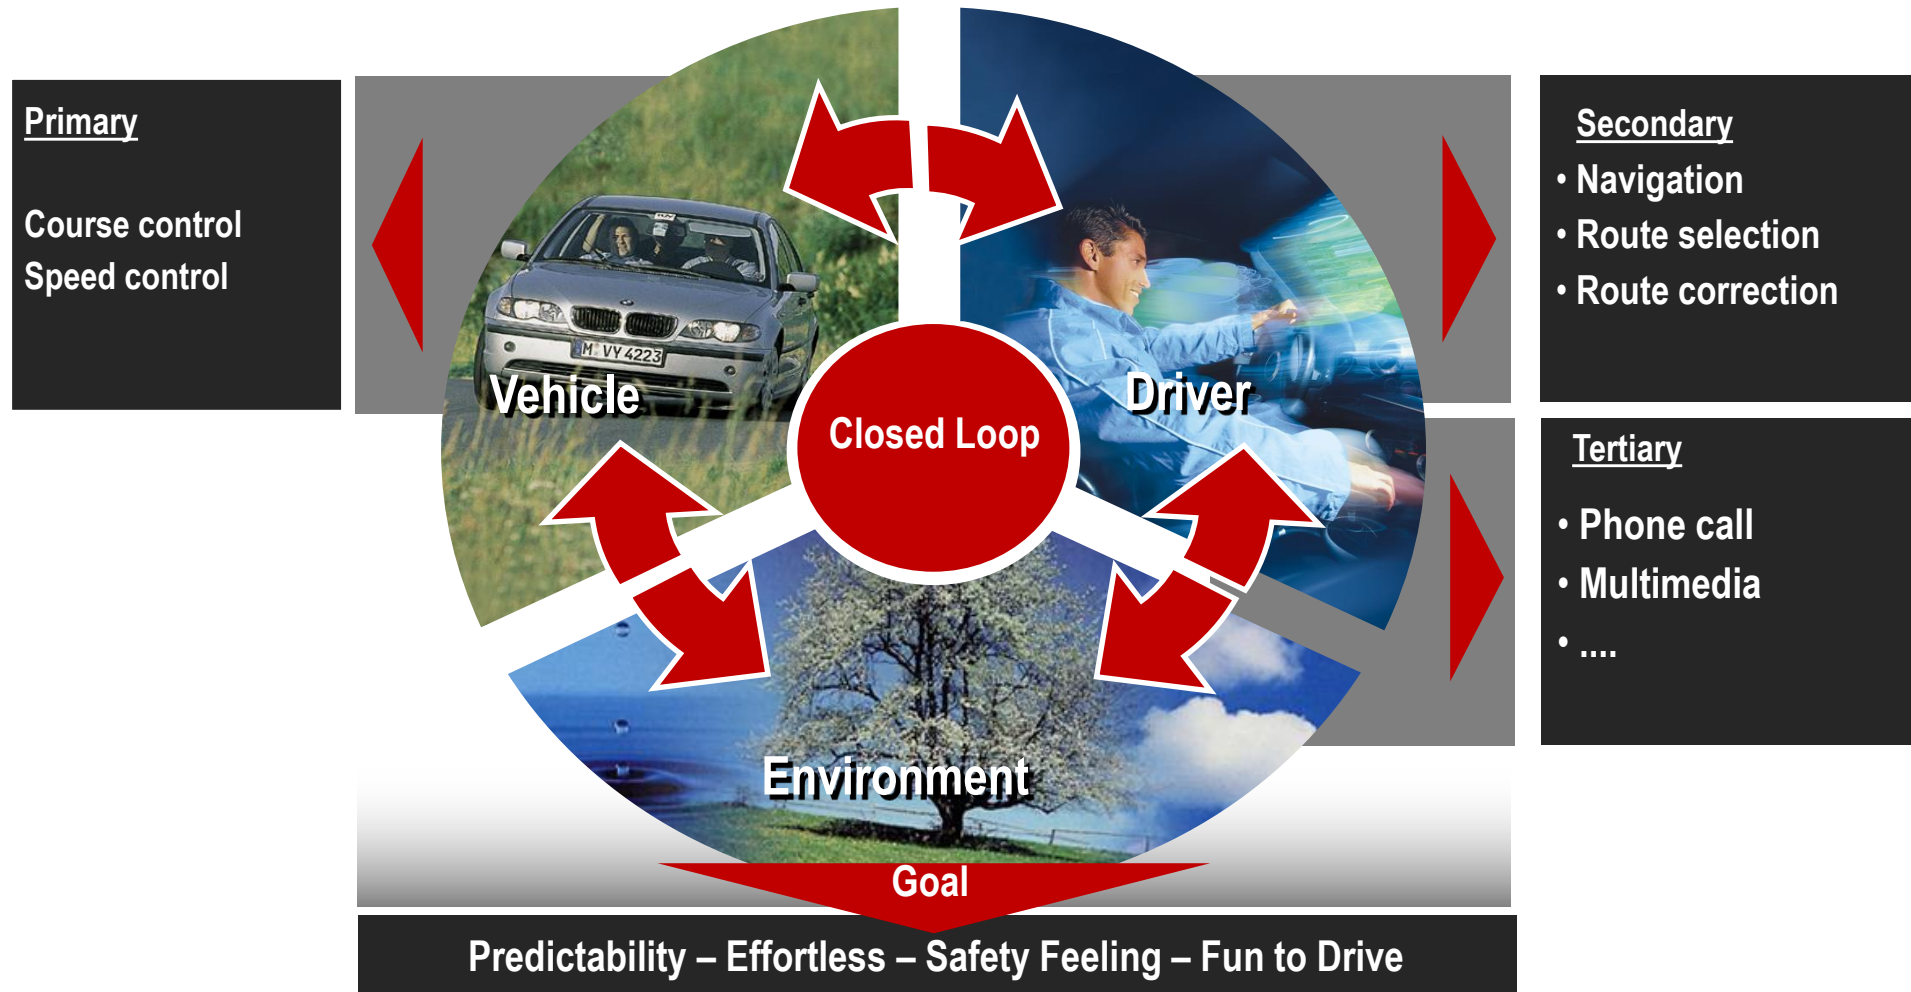 Primary
Course control
Speed control
Secondary
• Navigation
• Route selection
• Route correction
Tertiary
• Phone call
• Multimedia
• ....
Vehicle
Driver
Closed Loop
Environment
M VY 4223
Goal
Predictability – Effortless – Safety Feeling – Fun to Drive